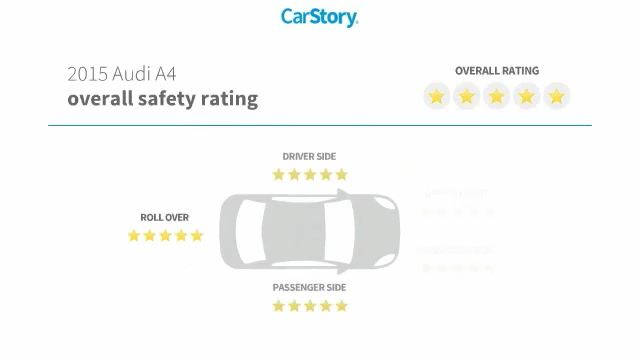 CarStory.
2015 Audi A4
overall safety rating
OVERALL RATING
DRIVER SIDE
ROLL OVER
PASSENGER SIDE